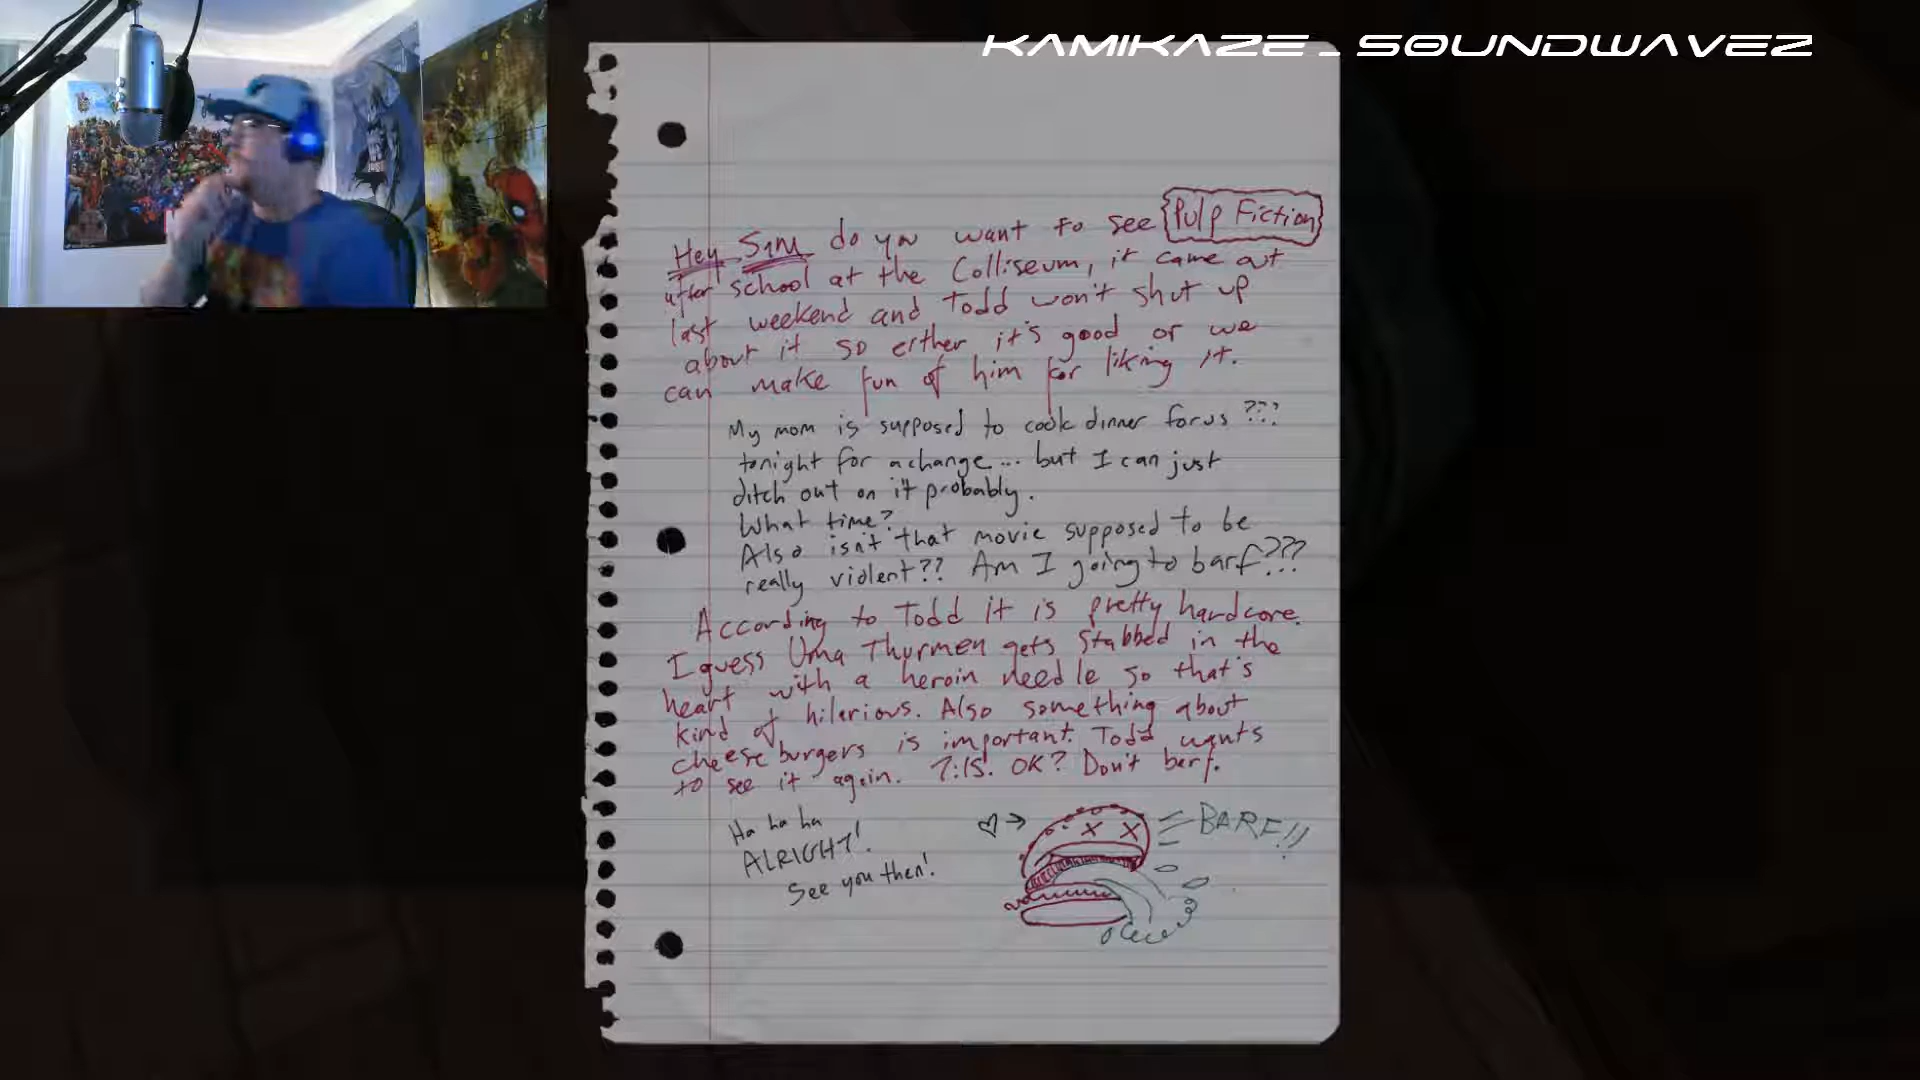 KAMIKAZE_SOUNDWAVEZ
Hey Sam do you want to see Pulp Fiction
after school at the Colliseum, it came out
last weekend and Todd won't shut up
about it so either it's good or we
can make fun of him for liking it.
My mom is supposed to cook dinner for us ???
tonight for a change... but I can just
ditch out on it probably.
What time?
Also isn't that movie supposed to be
really violent?? Am I going to barf???
According to Todd it is pretty hardcore.
I guess Uma Thurmen gets stabbed in the
heart with a heroin needle so that's
kind of hilerious. Also something about
cheeseburgers is important. Todd wants
to see it again. 7:15. OK? Don't barf.
Ha ha ha
ALRIGHT!
See you then!
BARF!!